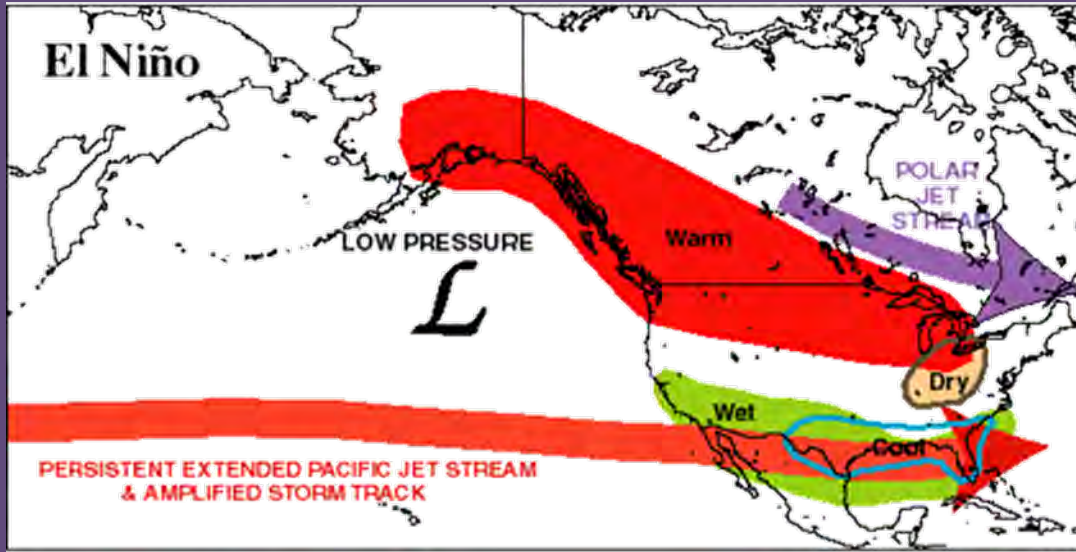 El Niño
POLAR
JET
STREAM
Warm
LOW PRESSURE
L
Dry
Wet
Cool
PERSISTENT EXTENDED PACIFIC JET STREAM
& AMPLIFIED STORM TRACK